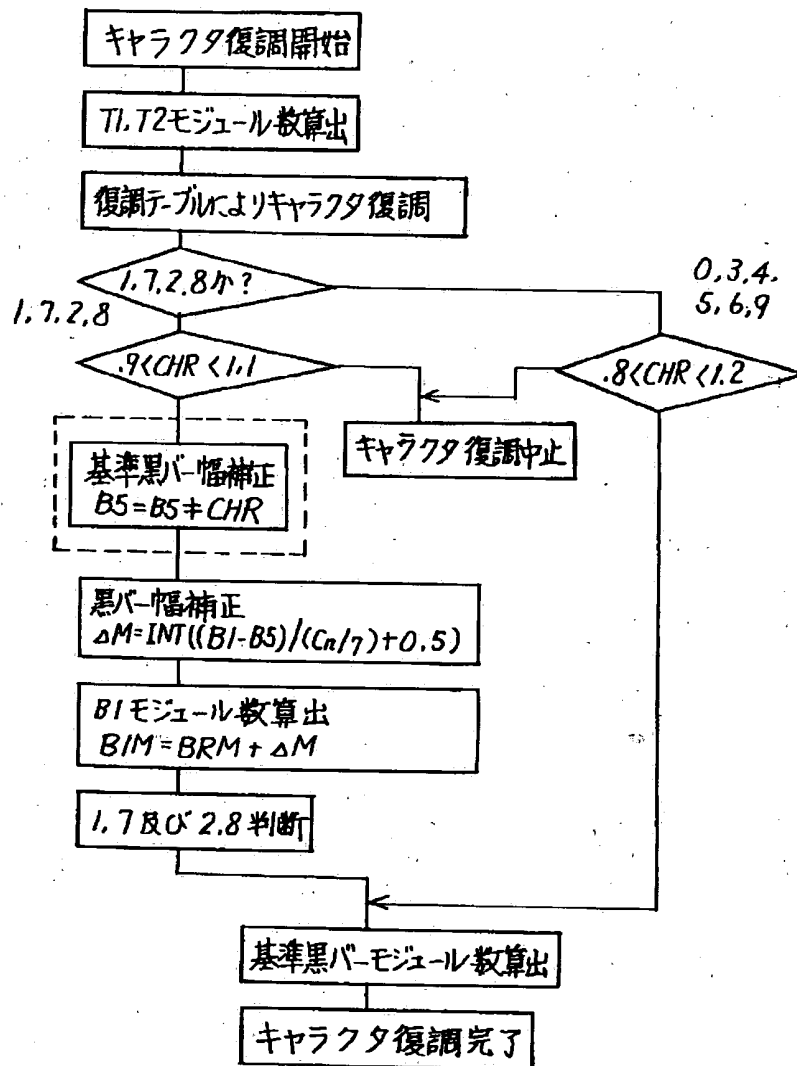 キャラクタ復調開始
T1,T2モジュール数算出
復調テーブルによりキャラクタ復調
1,7,2,8か?
0,3,4,
5,6,9
1,7,2,8
.9<CHR<1,1
.8<CHR<1.2
キャラクタ復調中止
基準黒バー幅補正
B5=B5≠CHR
黒バー幅補正
△M=INT((B1-B5)/(Cn/7)+0.5)
B1モジュール数算出
B1M=BRM+△M
1,7及び2.8判断
基準黒バーモジュール数算出
キャラクタ復調完了